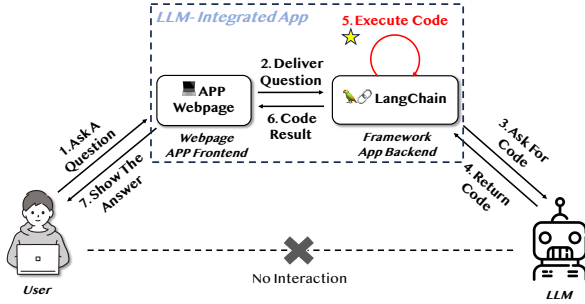 LLM- Integrated App
5. Execute Code
2. Deliver
Question
APP
Webpage
LangChain
6. Code
Result
Webpage
APP Frontend
Framework
App Backend
1.Ask A
Question
7.Show The
Answer
3.Ask For
Code
4. Return
Code
No Interaction
User
LLM